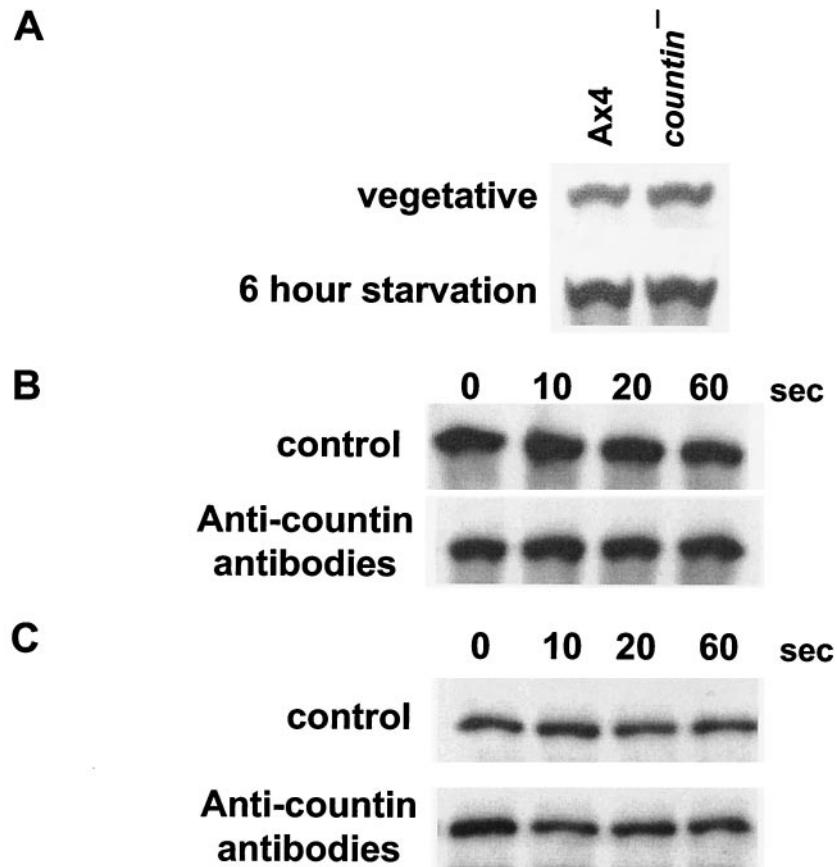 A
Ax4
countin⁻
vegetative
6 hour starvation
B
0 10 20 60 sec
control
Anti-countin
antibodies
C
0 10 20 60 sec
control
Anti-countin
antibodies